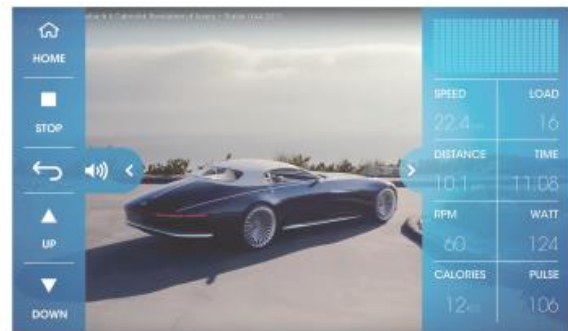 HOME
STOP
UP
DOWN
SPEED LOAD
22.4 16
DISTANCE TIME
10.1 11:08
RPM WATT
60 124
CALORIES PULSE
12 106